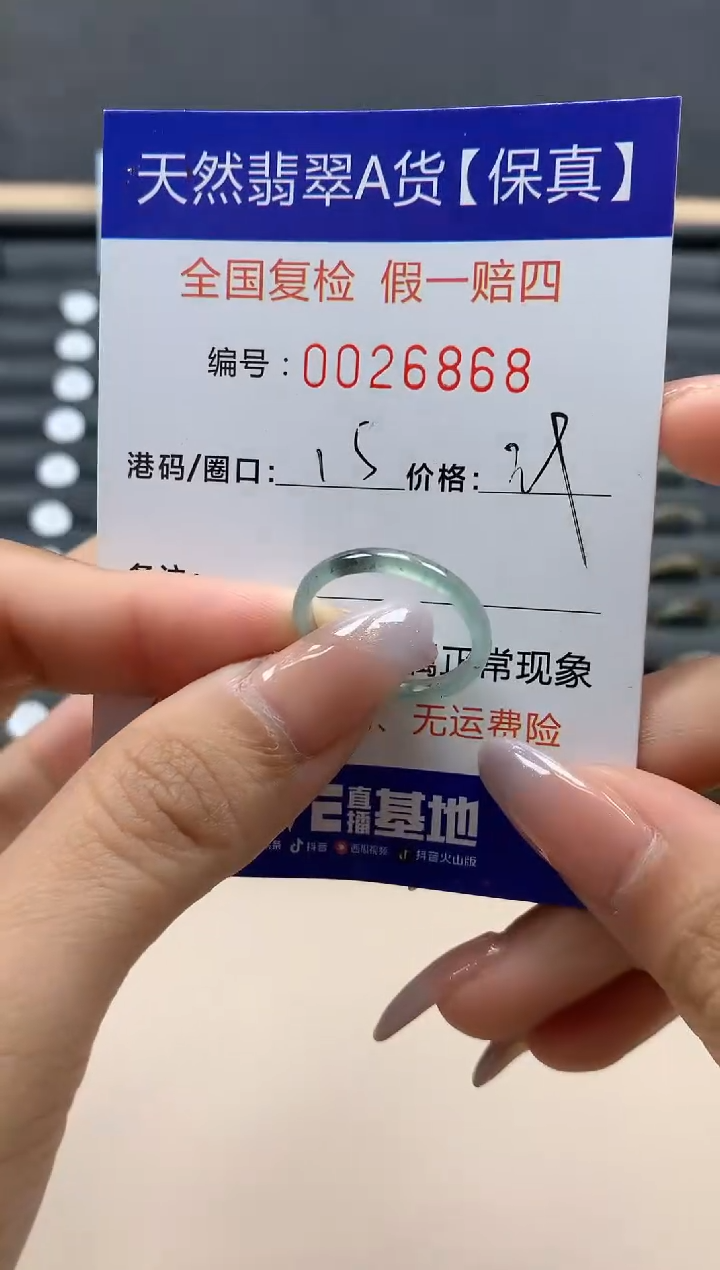 天然翡翠A货【保真】
全国复检 假一赔四
编号：0026868
港码/圈口：15 价格：
正常现象
、无运费险
直播基地
抖音 西瓜视频 抖音火山版